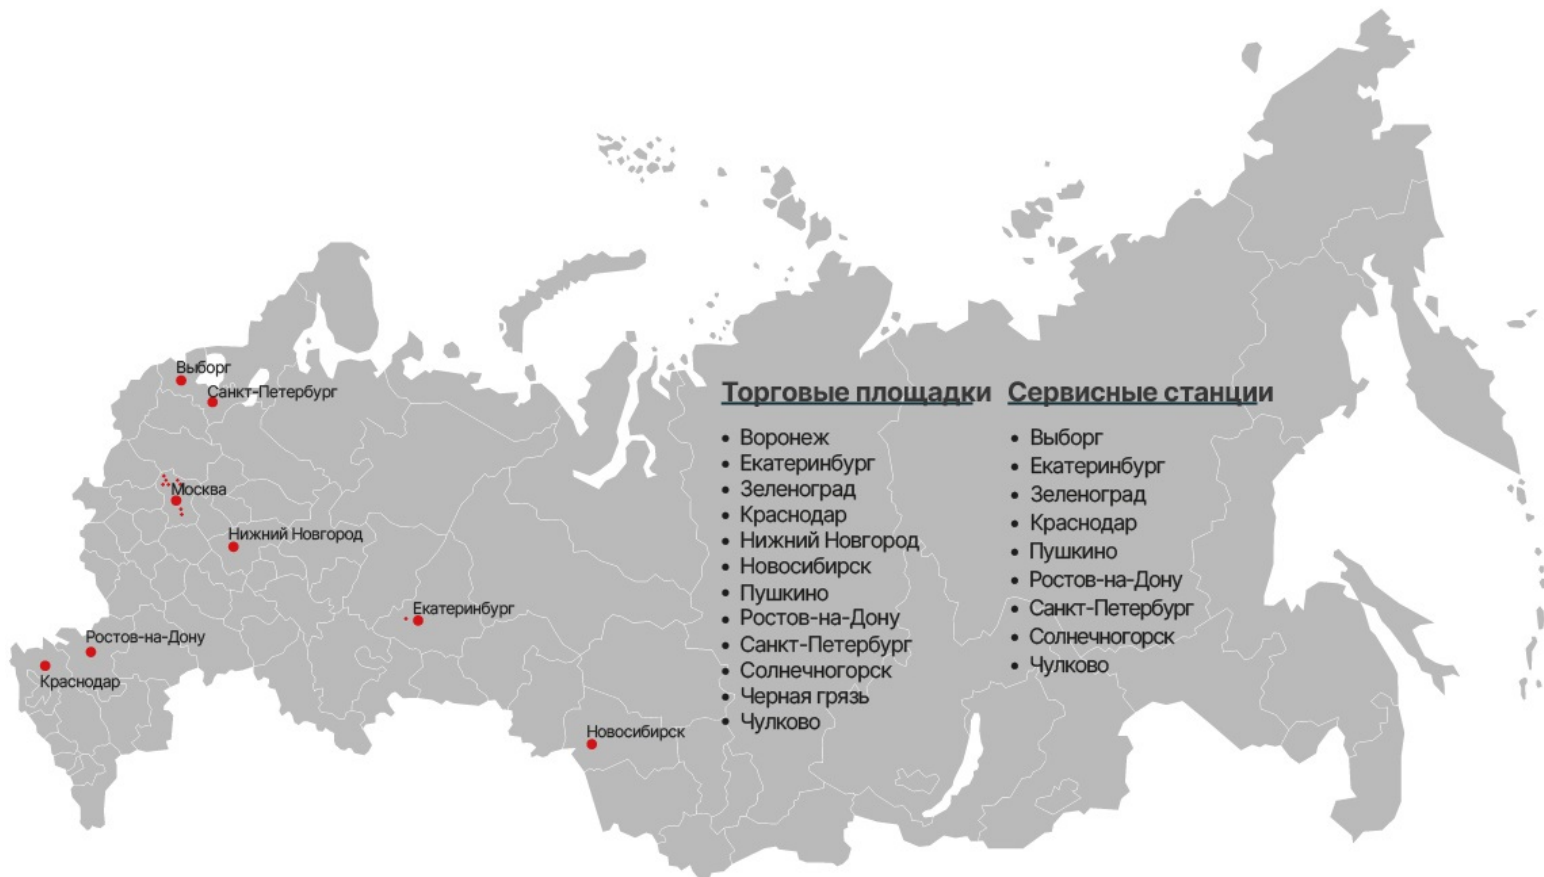 Выборг
Санкт-Петербург
Москва
Нижний Новгород
Екатеринбург
Ростов-на-Дону
Краснодар
Новосибирск
Торговые площадки
• Воронеж
• Екатеринбург
• Зеленоград
• Краснодар
• Нижний Новгород
• Новосибирск
• Пушкино
• Ростов-на-Дону
• Санкт-Петербург
• Солнечногорск
• Черная грязь
• Чулково
Сервисные станции
• Выборг
• Екатеринбург
• Зеленоград
• Краснодар
• Пушкино
• Ростов-на-Дону
• Санкт-Петербург
• Солнечногорск
• Чулково